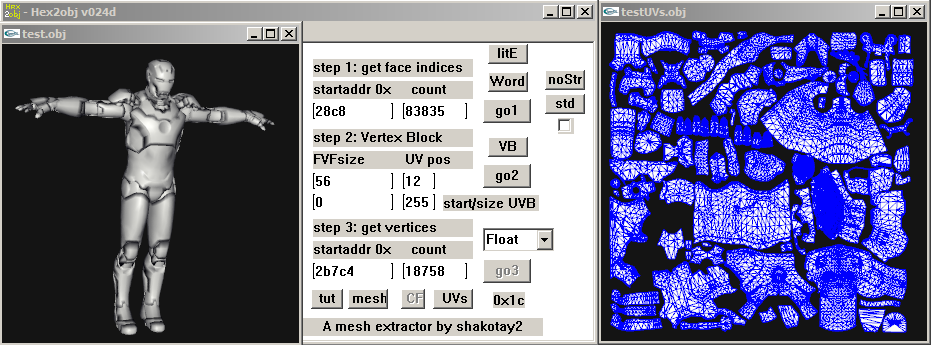 Hex
2obj
- Hex2obj v024d
test.obj
litE
step 1: get face indices
Word
noStr
startaddr 0x count
std
[28c8 ] [83835 ]
go1
step 2: Vertex Block
VB
FVFsize UV pos
go2
[56 ] [12 ]
[0 ] [255 ] start/size UVB
step 3: get vertices
Float
startaddr 0x count
[2b7c4 ] [18758 ]
go3
tut mesh CF UVs 0x1c
A mesh extractor by shakotay2
testUVs.obj